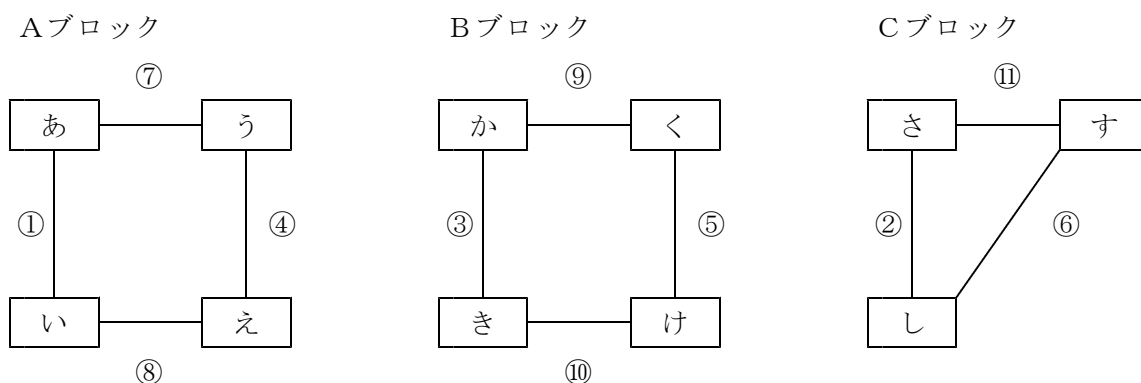 Aブロック Bブロック Cブロック
⑦ ⑨ ⑪
あ う か く さ す
① ④ ③ ⑤ ② ⑥
い え き け し
⑧ ⑩